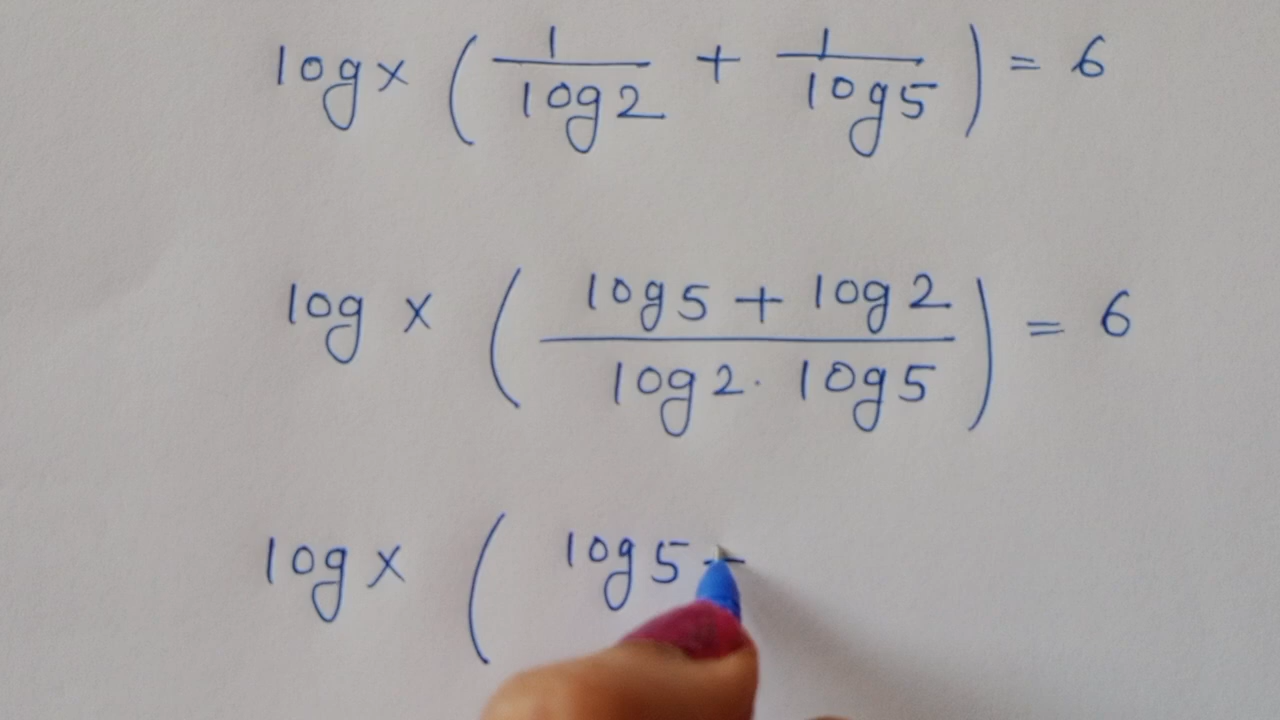 log x ( 1/log 2 + 1/log 5 ) = 6
log x ( log 5 + log 2 / log 2 · log 5 ) = 6
log x ( log 5 +